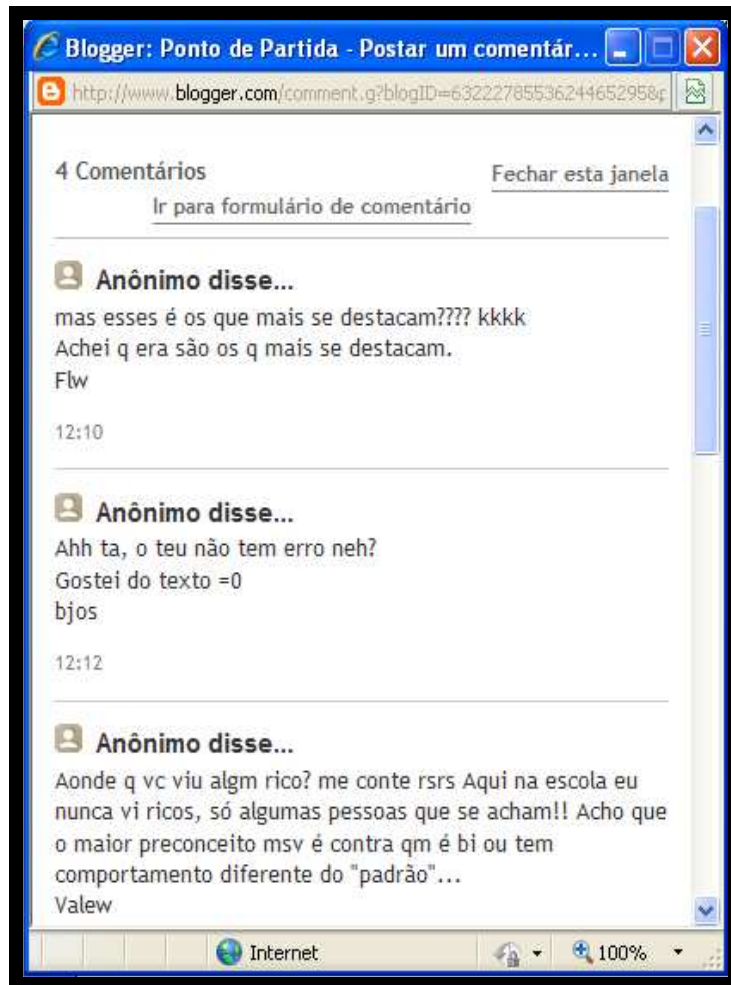 Blogger: Ponto de Partida - Postar um comentár...
http://www.blogger.com/comment.g?blogID=6322278553624465295&p
4 Comentários
Fechar esta janela
Ir para formulário de comentário
Anônimo disse...
mas esses é os que mais se destacam???? kkkk
Achei q era são os q mais se destacam.
Flw
12:10
Anônimo disse...
Ahh ta, o teu não tem erro neh?
Gostei do texto =0
bjos
12:12
Anônimo disse...
Aonde q vc viu algm rico? me conte rsrs Aqui na escola eu
nunca vi ricos, só algumas pessoas que se acham!! Acho que
o maior preconceito msv é contra qm é bi ou tem
comportamento diferente do "padrão"...
Valew
Internet
100%